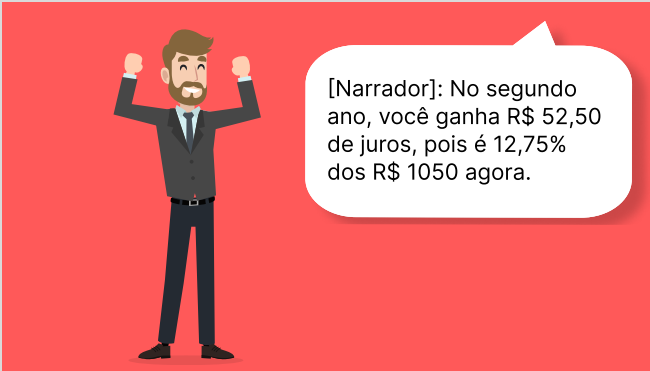 [Narrador]: No segundo
ano, você ganha R$ 52,50
de juros, pois é 12,75%
dos R$ 1050 agora.